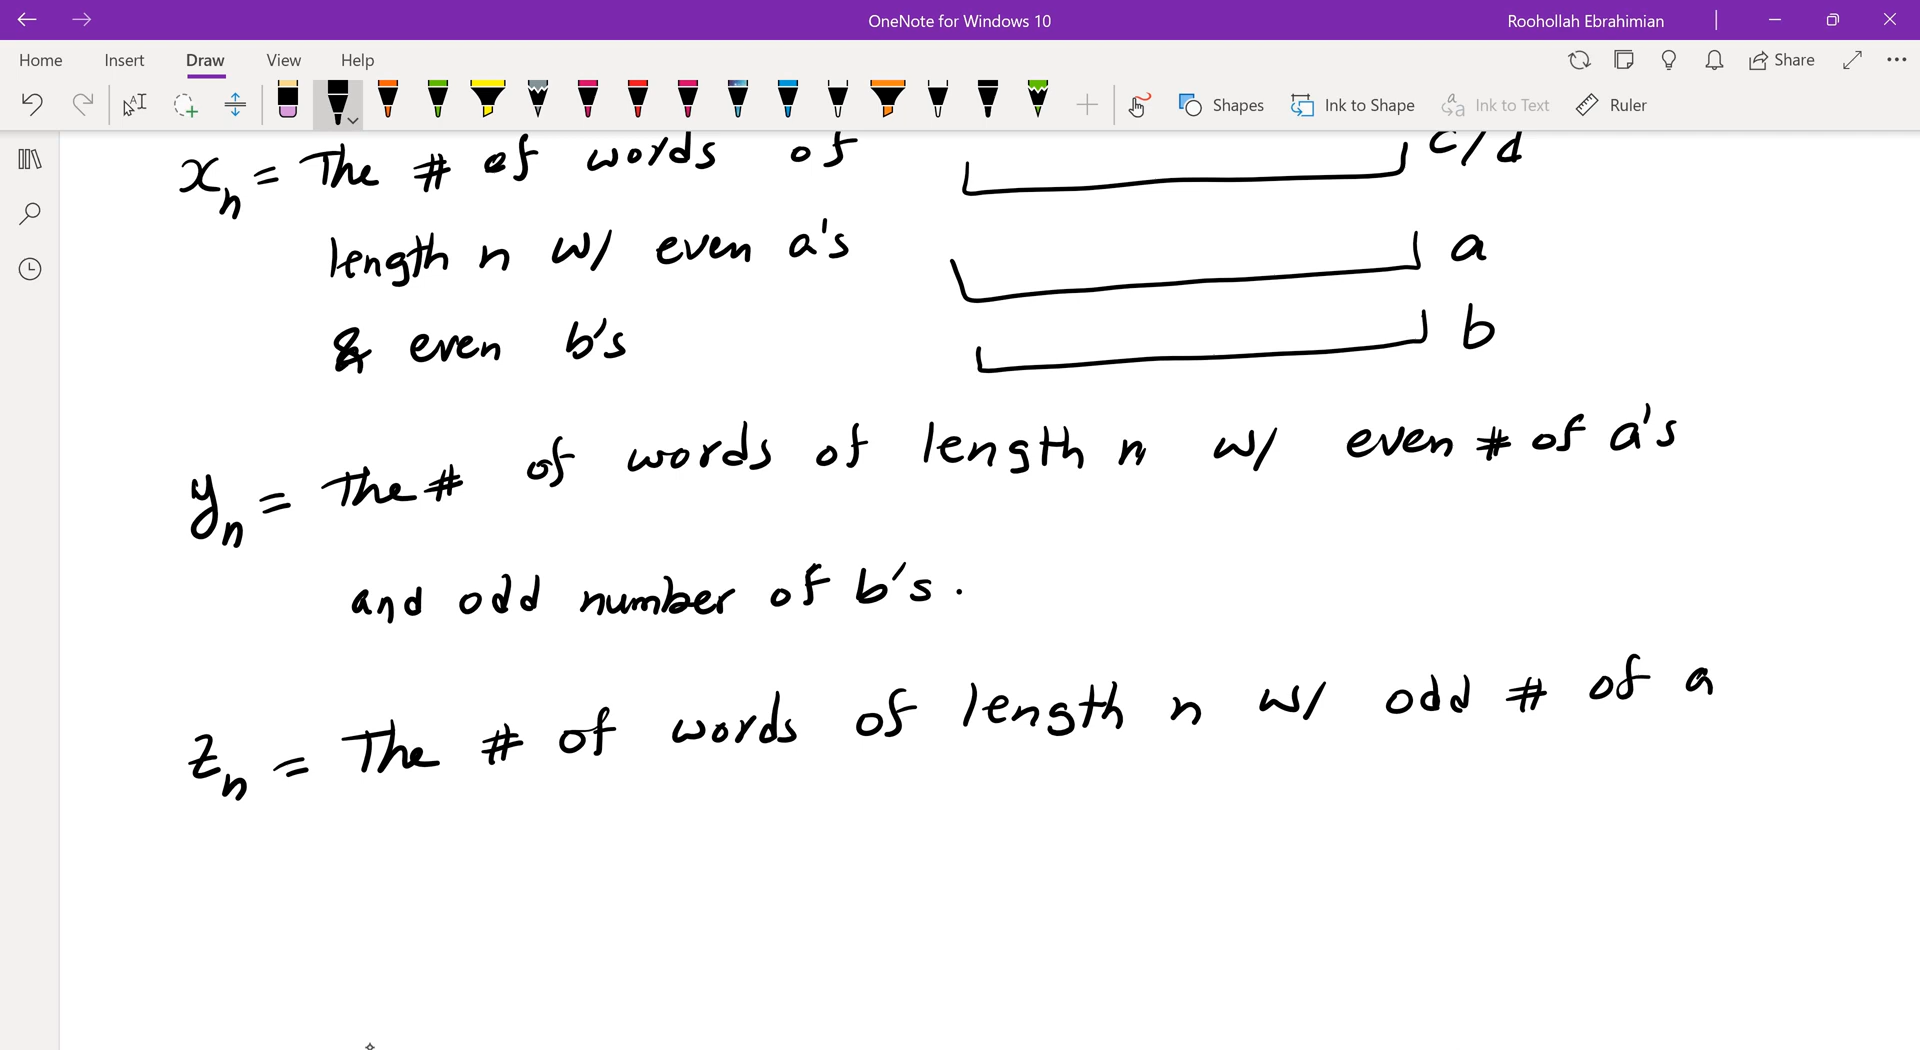 OneNote for Windows 10
Roohollah Ebrahimian
Home Insert Draw View Help
Share
Shapes Ink to Shape Ink to Text Ruler
xₙ = The # of words of
c/d
length n w/ even a's
a
& even b's
b
yₙ = The # of words of length n w/ even # of a's
and odd number of b's.
zₙ = The # of words of length n w/ odd # of a